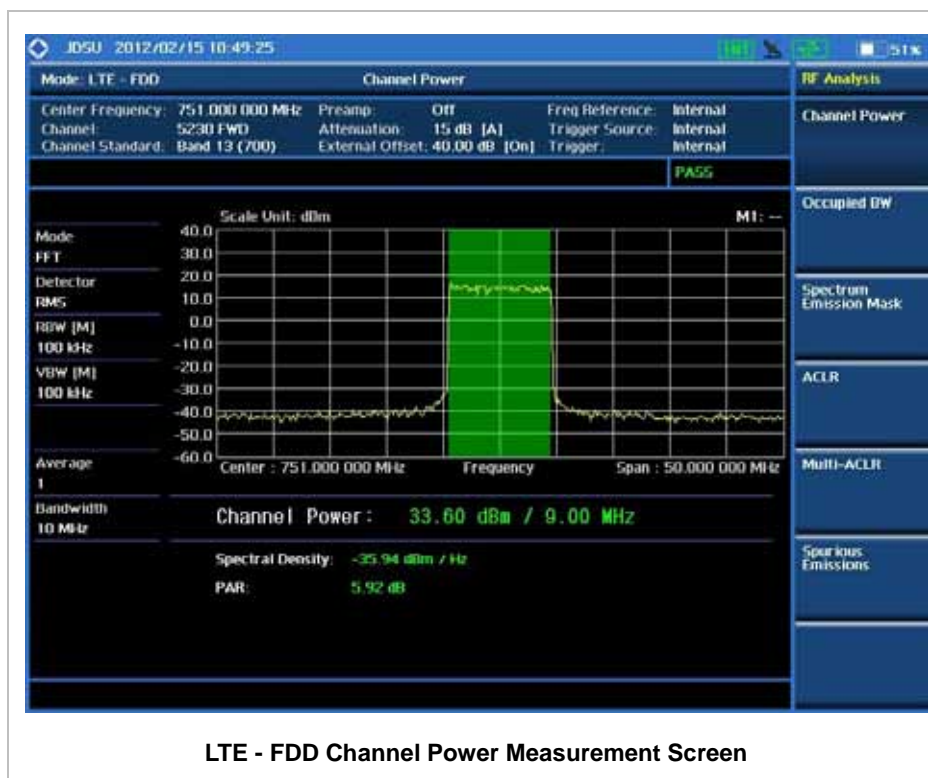 JDSU 2012/02/15 10:49:25
51%
Mode: LTE - FDD
Channel Power
RF Analysis
Center Frequency: 751.000 000 MHz
Preamp: Off
Freq Reference: Internal
Channel: 5230 FWD
Attenuation: 15 dB [A]
Trigger Source: Internal
Channel Standard: Band 13 (700)
External Offset: 40.00 dB [On]
Trigger: Internal
PASS
Channel Power
Occupied BW
Spectrum
Emission Mask
ACLR
Multi-ACLR
Spurious
Emissions
Mode
FFT
Detector
RMS
RBW [M]
100 kHz
VBW [M]
100 kHz
Average
1
Bandwidth
10 MHz
Scale Unit: dBm
M1: --
40.0
30.0
20.0
10.0
0.0
-10.0
-20.0
-30.0
-40.0
-50.0
-60.0
Center : 751.000 000 MHz
Frequency
Span : 50.000 000 MHz
Channel Power: 33.60 dBm / 9.00 MHz
Spectral Density: -35.94 dBm / Hz
PAR: 5.92 dB
LTE - FDD Channel Power Measurement Screen